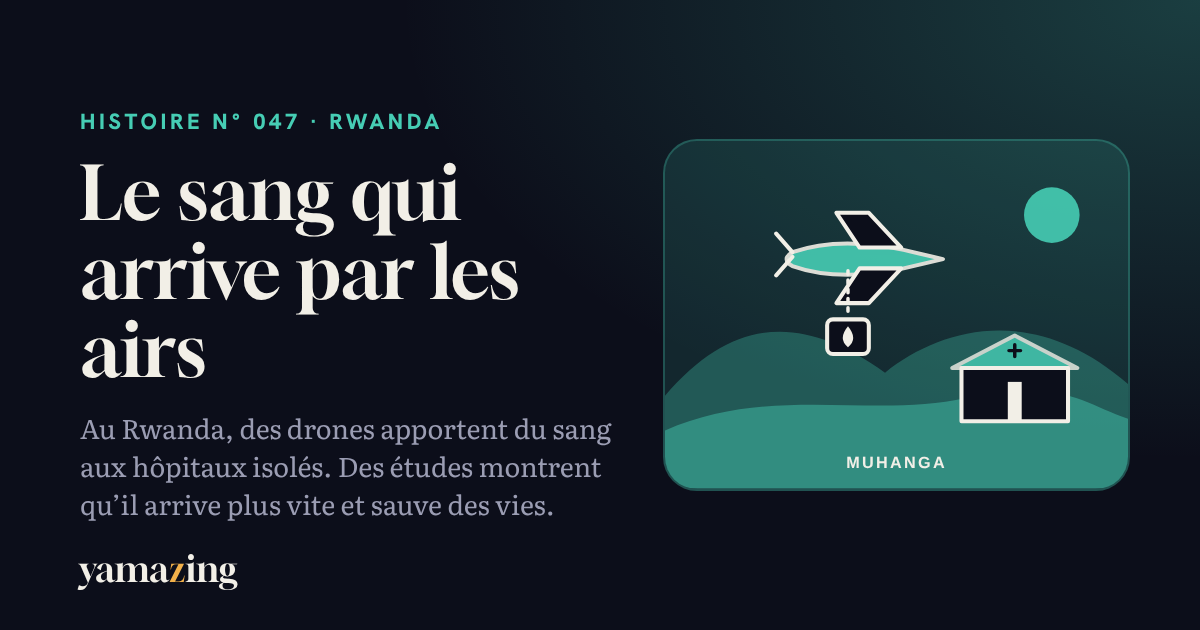 HISTOIRE N° 047 · RWANDA
Le sang qui
arrive par les
airs
Au Rwanda, des drones apportent du sang
aux hôpitaux isolés. Des études montrent
qu’il arrive plus vite et sauve des vies.
yamazing
MUHANGA